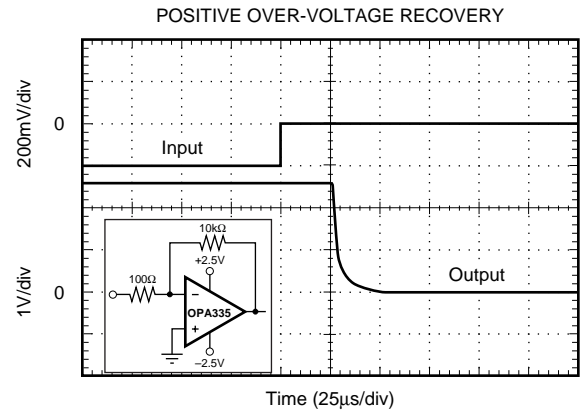 POSITIVE OVER-VOLTAGE RECOVERY
200mV/div
0
Input
10kΩ
+2.5V
100Ω
OPA335
–2.5V
1V/div
0
Output
Time (25µs/div)